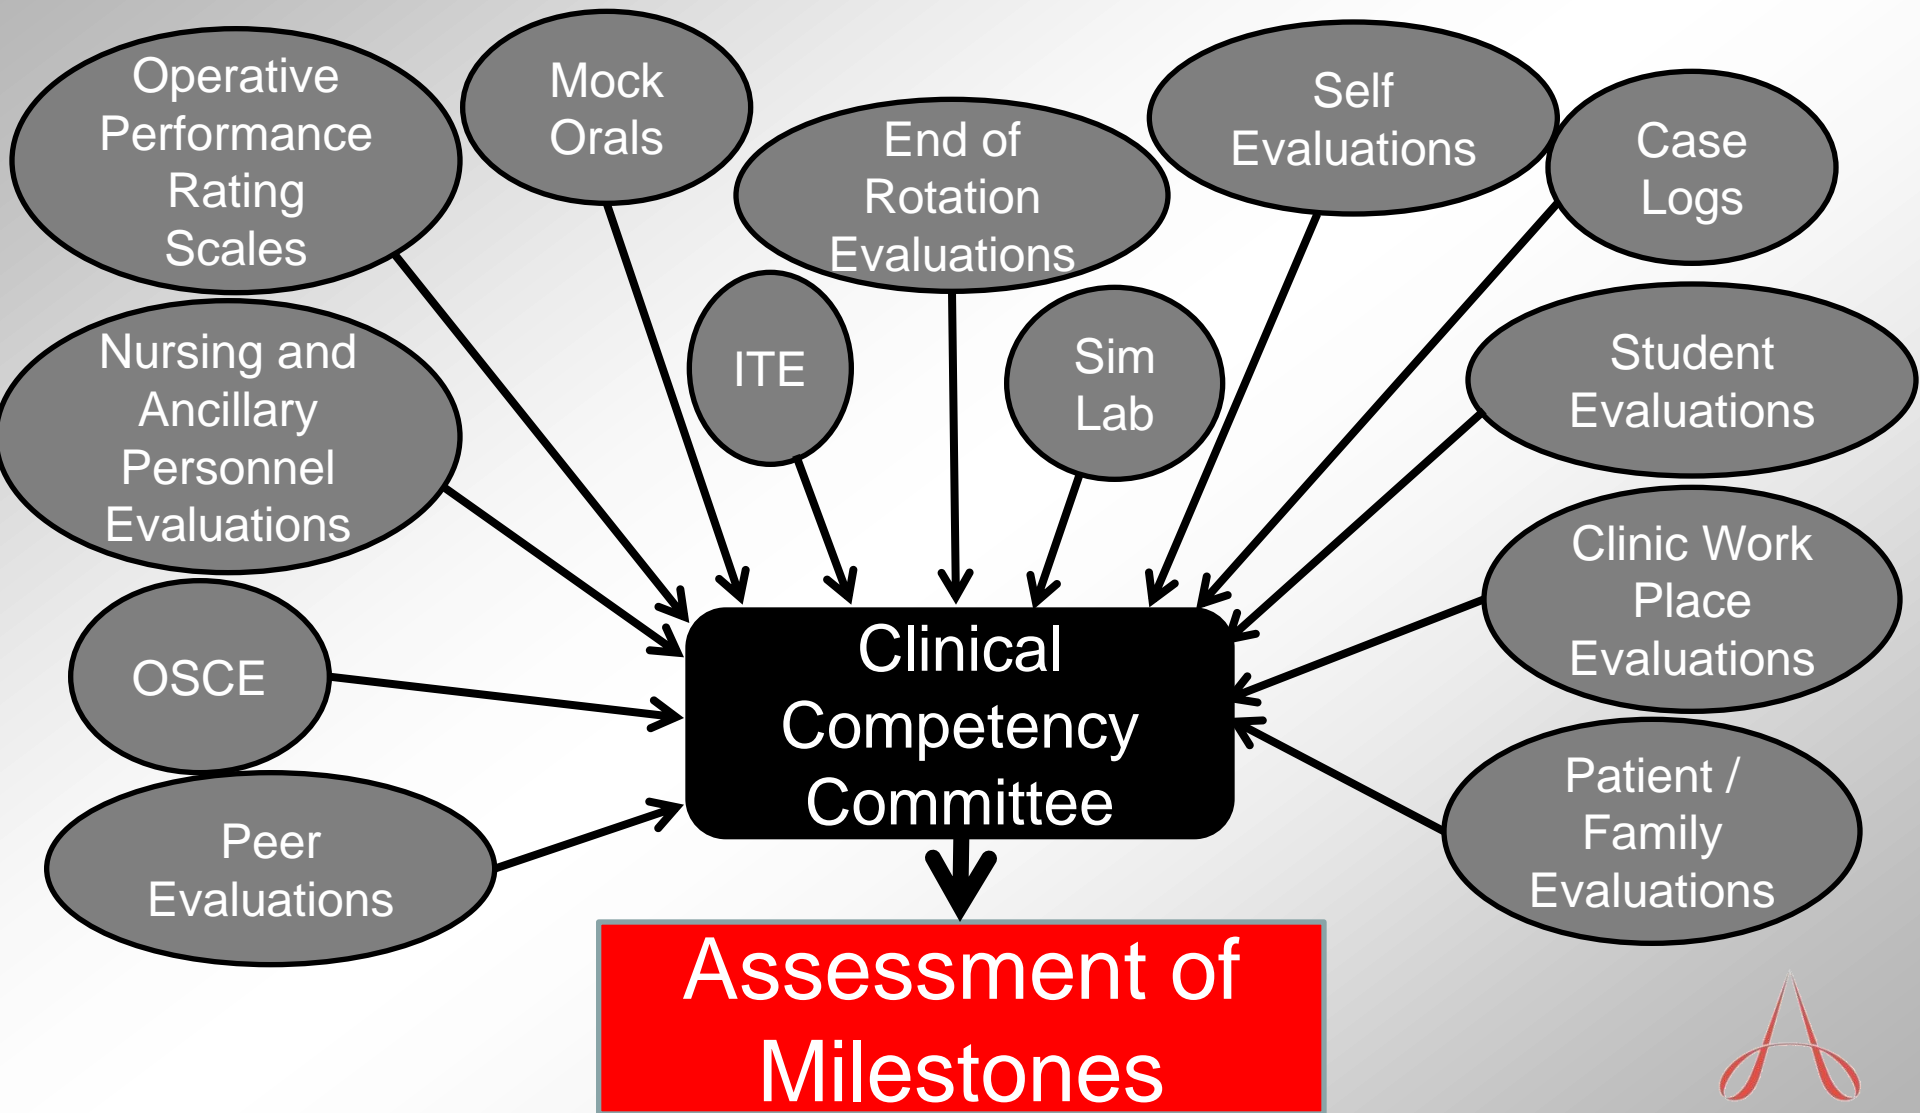 Operative
Performance
Rating
Scales
Mock
Orals
End of
Rotation
Evaluations
Self
Evaluations
Case
Logs
Nursing and
Ancillary
Personnel
Evaluations
ITE
Sim
Lab
Student
Evaluations
OSCE
Clinic Work
Place
Evaluations
Peer
Evaluations
Patient /
Family
Evaluations
Clinical
Competency
Committee
Assessment of
Milestones